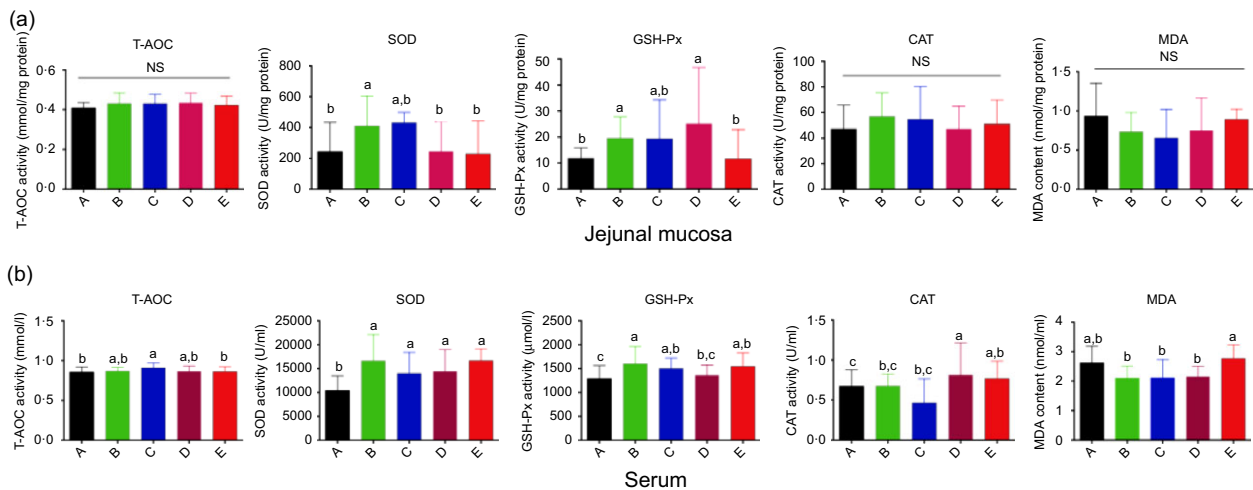 (a)
T-AOC
T-AOC activity (mmol/mg protein)
0·6
0·4
0·2
0·0
NS
A B C D E
SOD
SOD activity (U/mg protein)
800
600
400
200
0
b a a,b b b
A B C D E
GSH-Px
GSH-Px activity (U/mg protein)
50
40
30
20
10
0
b a a,b a b
A B C D E
CAT
CAT activity (U/mg protein)
100
80
60
40
20
0
NS
A B C D E
MDA
MDA content (nmol/mg protein)
1·5
1·0
0·5
0·0
NS
A B C D E
Jejunal mucosa
(b)
T-AOC
T-AOC activity (mmol/l)
1·5
1·0
0·5
0·0
b a,b a a,b b
A B C D E
SOD
SOD activity (U/ml)
25000
20000
15000
10000
5000
0
b a a a a
A B C D E
GSH-Px
GSH-Px activity (μmol/l)
2500
2000
1500
1000
500
0
c a a,b b,c a,b
A B C D E
CAT
CAT activity (U/ml)
1·5
1·0
0·5
0·0
c b,c b,c a a,b
A B C D E
MDA
MDA content (nmol/ml)
4
3
2
1
0
a,b b b b a
A B C D E
Serum